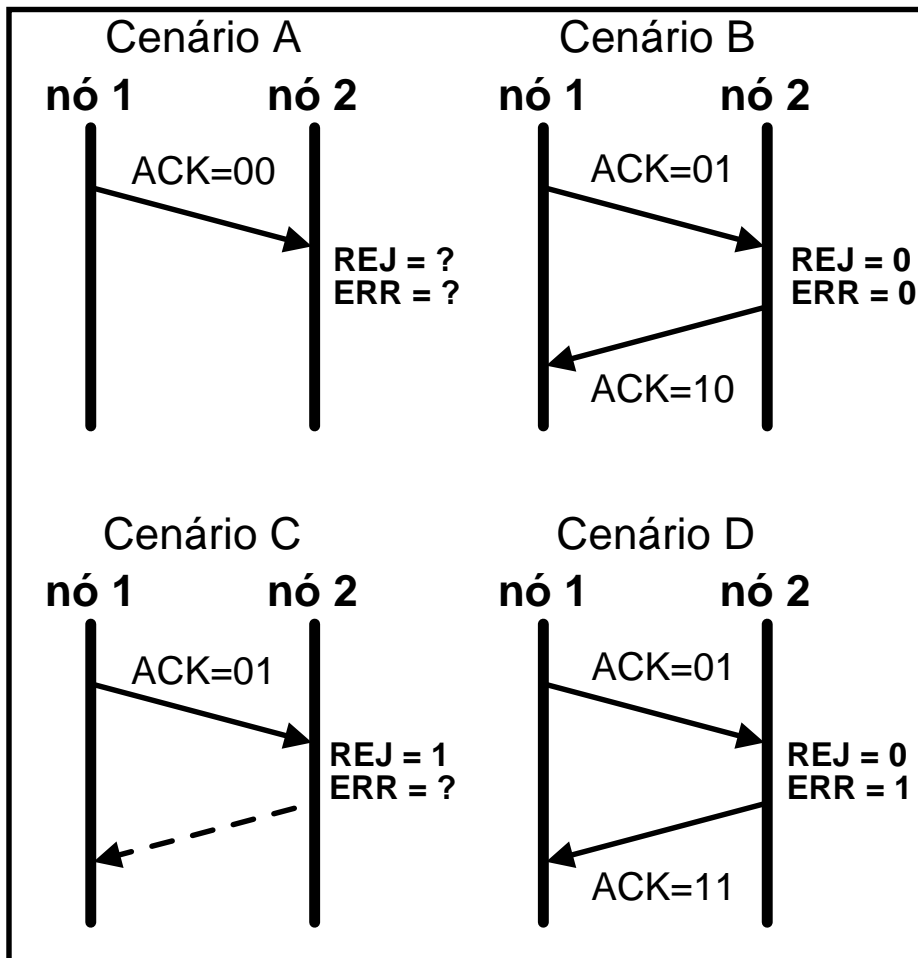 Cenário A
nó 1 nó 2
ACK=00
REJ = ?
ERR = ?
Cenário B
nó 1 nó 2
ACK=01
REJ = 0
ERR = 0
ACK=10
Cenário C
nó 1 nó 2
ACK=01
REJ = 1
ERR = ?
Cenário D
nó 1 nó 2
ACK=01
REJ = 0
ERR = 1
ACK=11